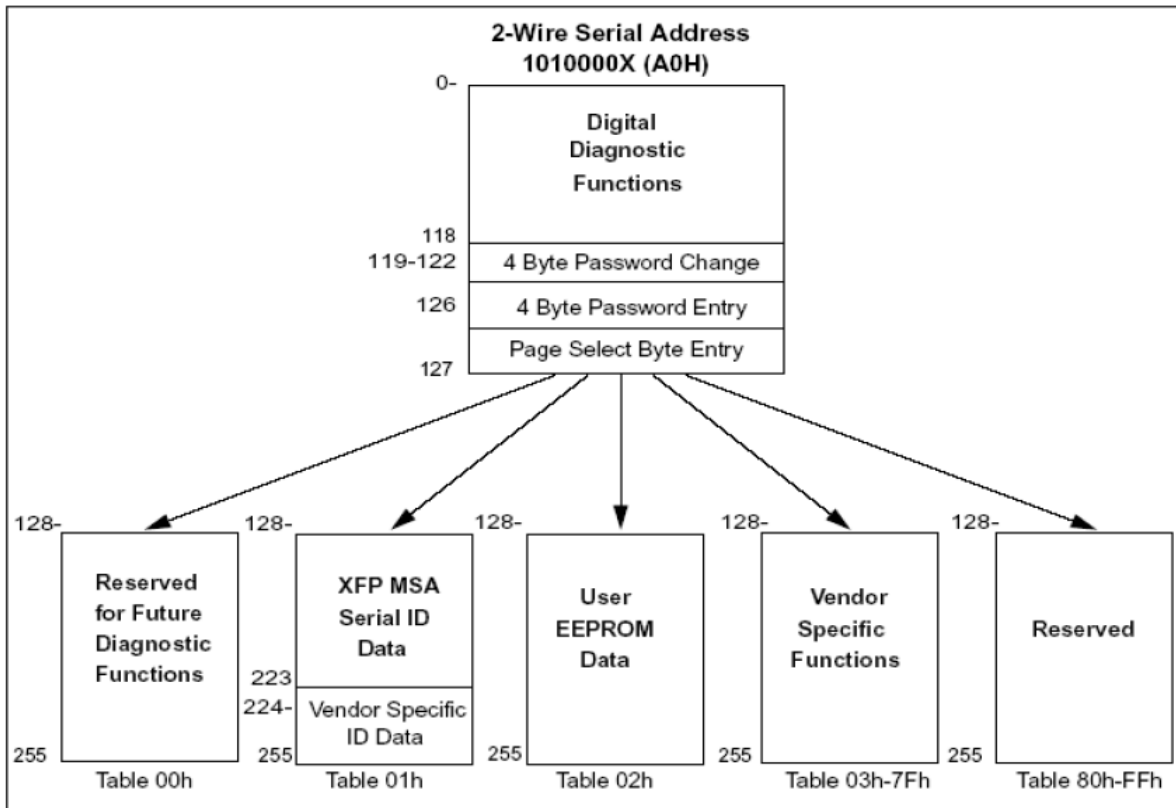 2-Wire Serial Address
1010000X (A0H)
0-
Digital
Diagnostic
Functions
118
119-122
4 Byte Password Change
126
4 Byte Password Entry
Page Select Byte Entry
127
128-
Reserved
for Future
Diagnostic
Functions
255
Table 00h
128-
XFP MSA
Serial ID
Data
223
224-
Vendor Specific
ID Data
255
Table 01h
128-
User
EEPROM
Data
255
Table 02h
128-
Vendor
Specific
Functions
255
Table 03h-7Fh
128-
Reserved
255
Table 80h-FFh